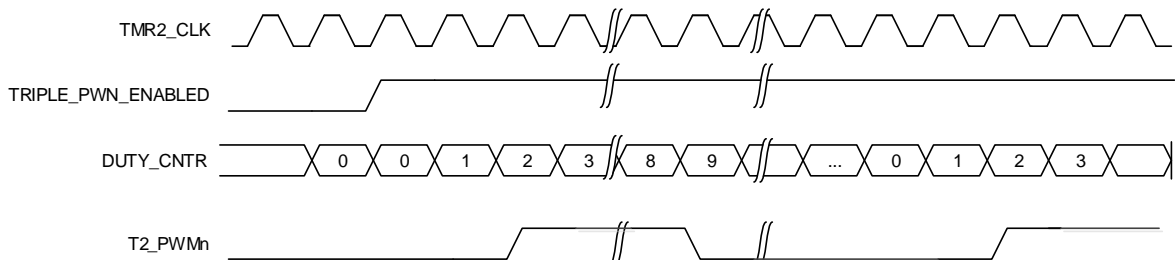 TMR2_CLK
TRIPLE_PWN_ENABLED
DUTY_CNTR 0 0 1 2 3 8 9 ... 0 1 2 3
T2_PWMn